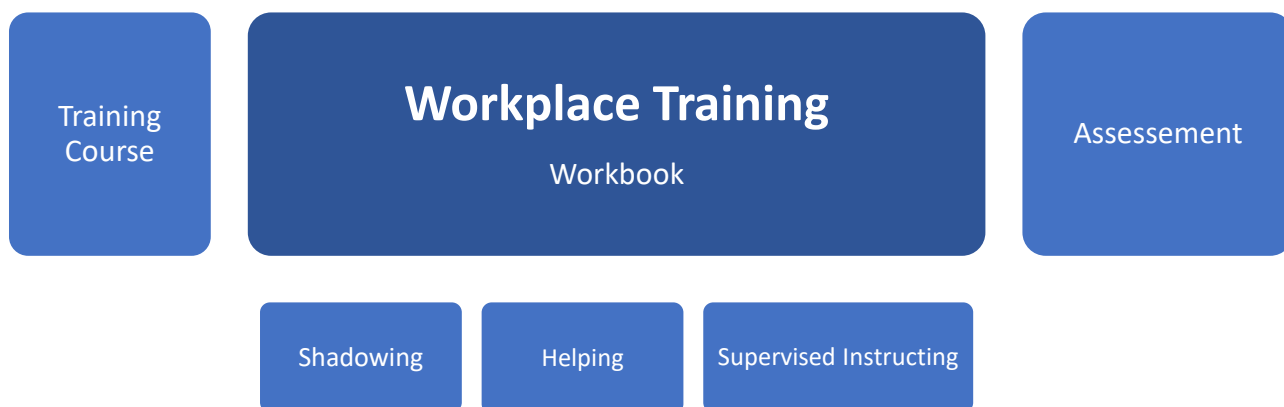 Training
Course
Workplace Training
Workbook
Assessement
Shadowing
Helping
Supervised Instructing